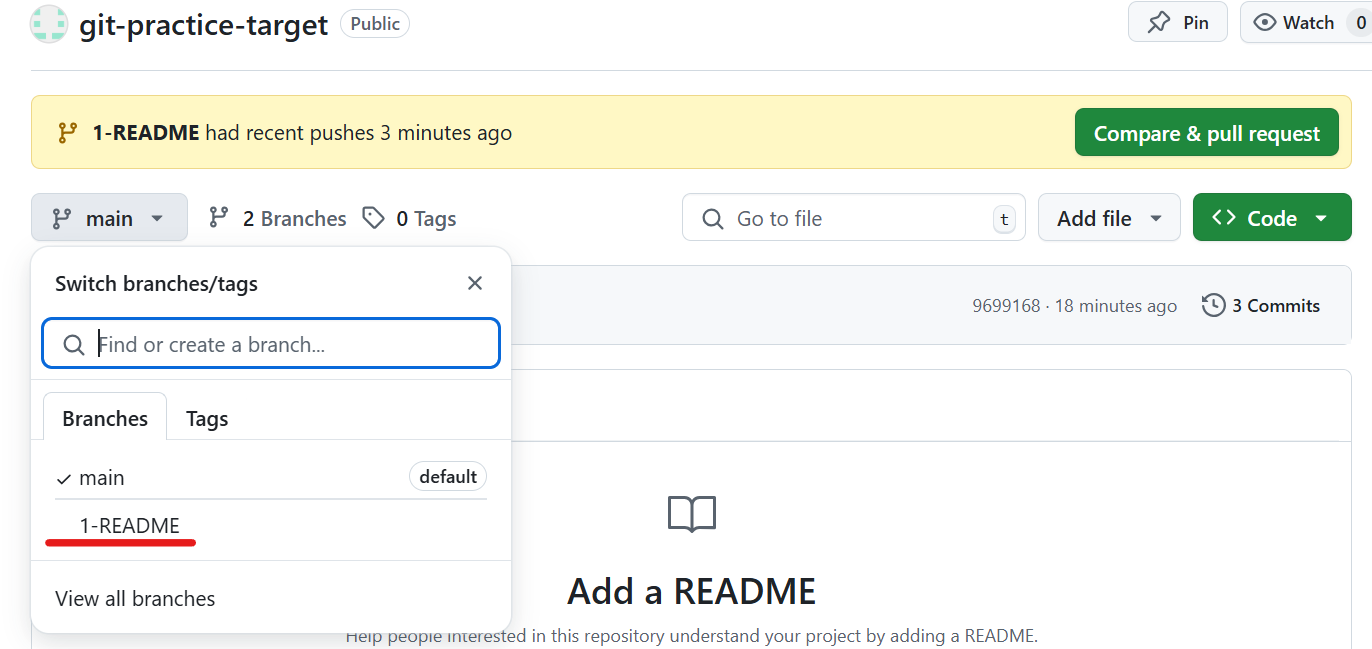 git-practice-target Public Pin Watch 0
1-README had recent pushes 3 minutes ago Compare & pull request
main 2 Branches 0 Tags Go to file t Add file Code
Switch branches/tags
9699168 · 18 minutes ago 3 Commits
Find or create a branch...
Branches Tags
main default
1-README
Add a README
View all branches
Help people interested in this repository understand your project by adding a README.